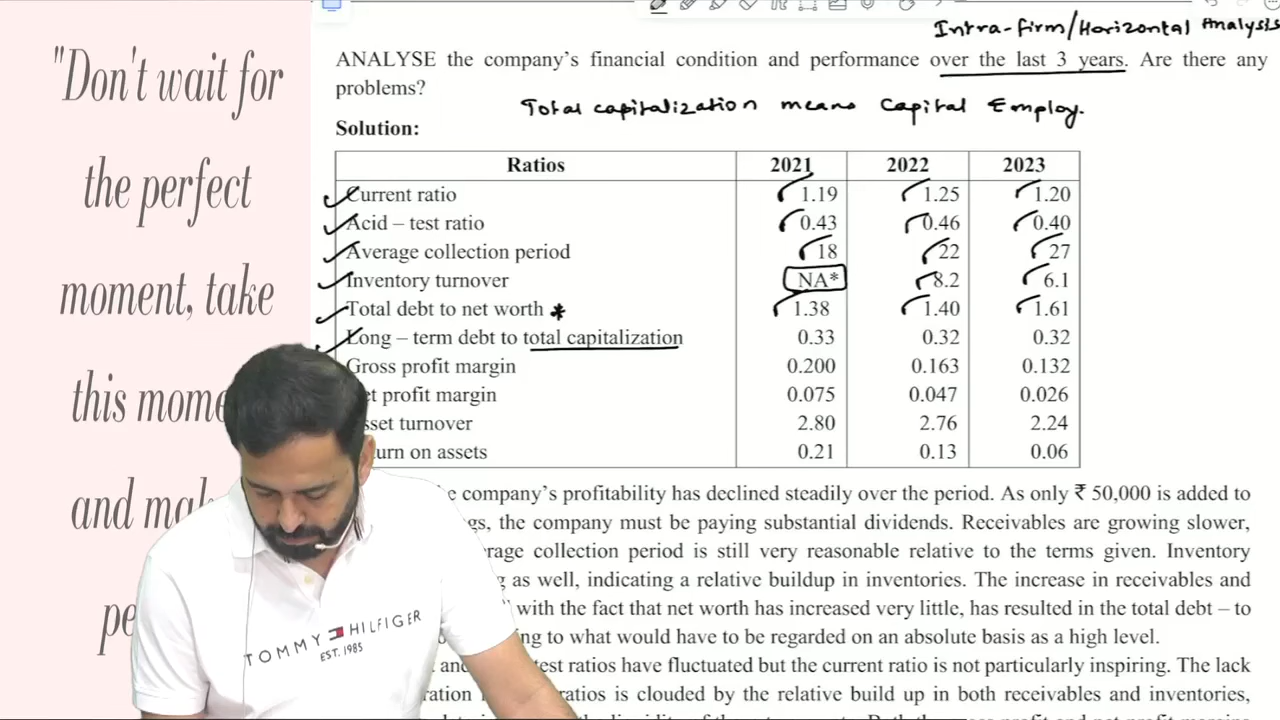 "Don't wait for
the perfect
moment, take
this
and
Intra-firm/Horizontal Analysis
ANALYSE the company's financial condition and performance over the last 3 years. Are there any
problems?
Total capitalization means Capital Employ.
Solution:
Ratios 2021 2022 2023
Current ratio 1.19 1.25 1.20
Acid – test ratio 0.43 0.46 0.40
Average collection period 18 22 27
Inventory turnover NA* 8.2 6.1
Total debt to net worth * 1.38 1.40 1.61
Long – term debt to total capitalization 0.33 0.32 0.32
Gross profit margin 0.200 0.163 0.132
profit margin 0.075 0.047 0.026
turnover 2.80 2.76 2.24
on assets 0.21 0.13 0.06
company's profitability has declined steadily over the period. As only ₹ 50,000 is added to
the company must be paying substantial dividends. Receivables are growing slower,
collection period is still very reasonable relative to the terms given. Inventory
as well, indicating a relative buildup in inventories. The increase in receivables and
with the fact that net worth has increased very little, has resulted in the total debt – to
to what would have to be regarded on an absolute basis as a high level.
test ratios have fluctuated but the current ratio is not particularly inspiring. The lack
ratios is clouded by the relative build up in both receivables and inventories,
TOMMY HILFIGER
EST. 1985